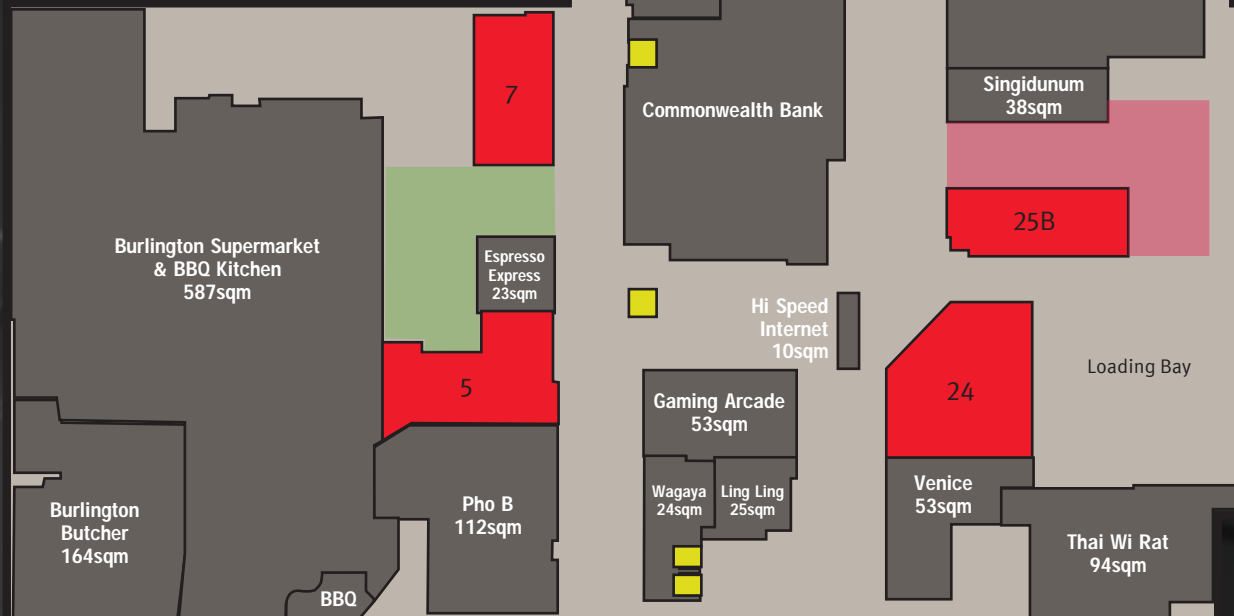 7
Commonwealth Bank
Singidunum
38sqm
25B
Burlington Supermarket
& BBQ Kitchen
587sqm
Espresso
Express
23sqm
Hi Speed
Internet
10sqm
5
Gaming Arcade
53sqm
24
Loading Bay
Burlington
Butcher
164sqm
Pho B
112sqm
Wagaya
24sqm
Ling Ling
25sqm
Venice
53sqm
Thai Wi Rat
94sqm
BBQ